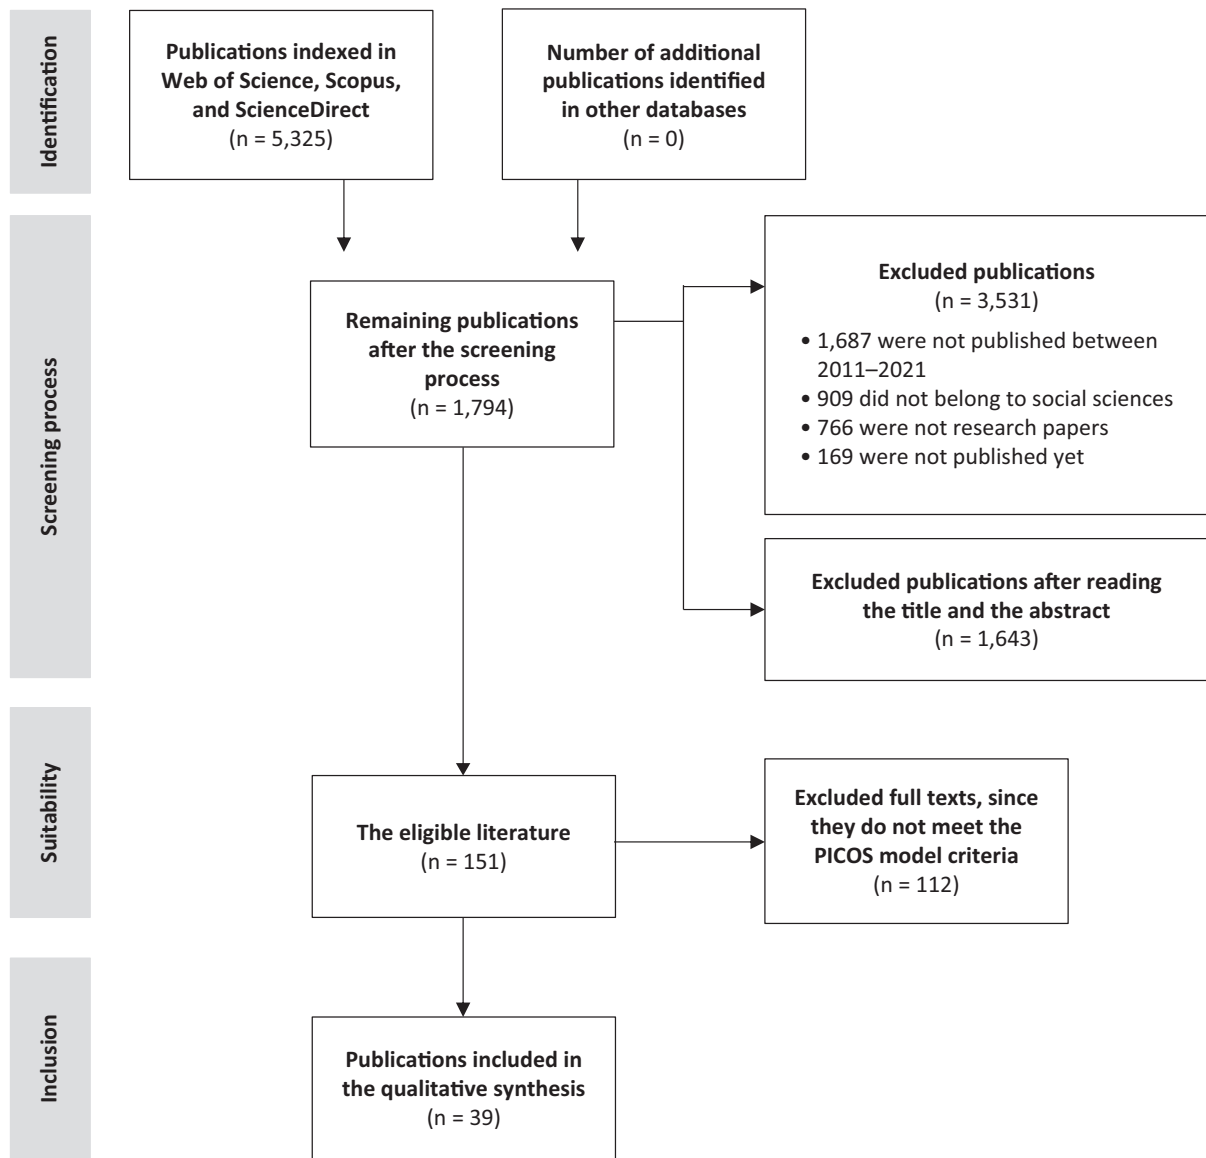 Identification
Publications indexed in
Web of Science, Scopus,
and ScienceDirect
(n = 5,325)
Number of additional
publications identified
in other databases
(n = 0)
Screening process
Remaining publications
after the screening
process
(n = 1,794)
Excluded publications
(n = 3,531)
• 1,687 were not published between
2011–2021
• 909 did not belong to social sciences
• 766 were not research papers
• 169 were not published yet
Excluded publications after reading
the title and the abstract
(n = 1,643)
Suitability
The eligible literature
(n = 151)
Excluded full texts, since
they do not meet the
PICOS model criteria
(n = 112)
Inclusion
Publications included in
the qualitative synthesis
(n = 39)